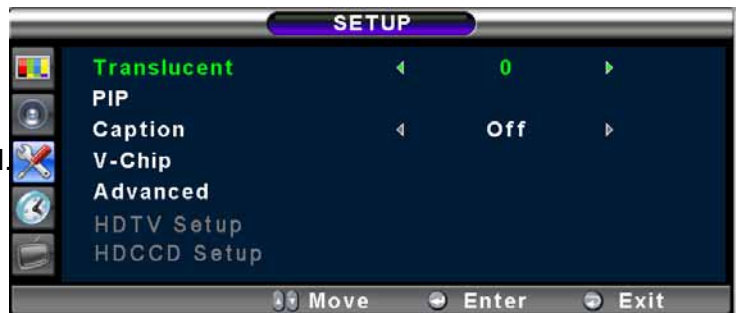 SETUP
Translucent 0
PIP
Caption Off
V-Chip
Advanced
HDTV Setup
HDCCD Setup
Move Enter Exit